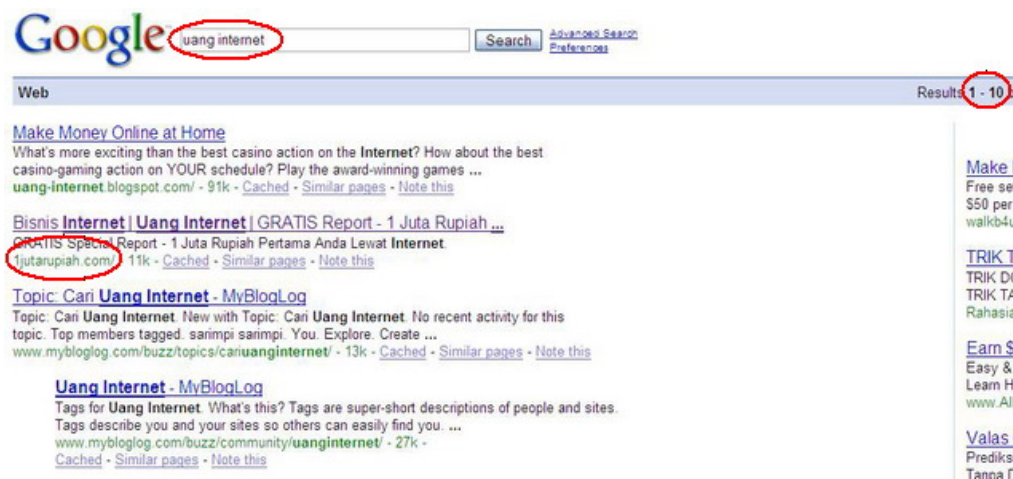 Google
uang internet
Search
Advanced Search
Preferences
Web
Results 1 - 10
Make Money Online at Home
What's more exciting than the best casino action on the Internet? How about the best
casino-gaming action on YOUR schedule? Play the award-winning games ...
uang-internet.blogspot.com/ - 91k - Cached - Similar pages - Note this
Bisnis Internet | Uang Internet | GRATIS Report - 1 Juta Rupiah ...
GRATIS Special Report - 1 Juta Rupiah Pertama Anda Lewat Internet.
1jutarupiah.com/ 11k - Cached - Similar pages - Note this
Topic: Cari Uang Internet - MyBlogLog
Topic: Cari Uang Internet. New with Topic: Cari Uang Internet. No recent activity for this
topic. Top members tagged. sarimpi sarimpi. You. Explore. Create ...
www.mybloglog.com/buzz/topics/cariuanginternet/ - 13k - Cached - Similar pages - Note this
Uang Internet - MyBlogLog
Tags for Uang Internet. What's this? Tags are super-short descriptions of people and sites.
Tags describe you and your sites so others can easily find you. ...
www.mybloglog.com/buzz/community/uanginternet/ - 27k -
Cached - Similar pages - Note this
Make
Free se
$50 per
walkb4u
TRIK T
TRIK DO
TRIK TA
Rahasia
Earn $
Easy &
Learn H
www.Al
Valas
Prediks
Tanpa D